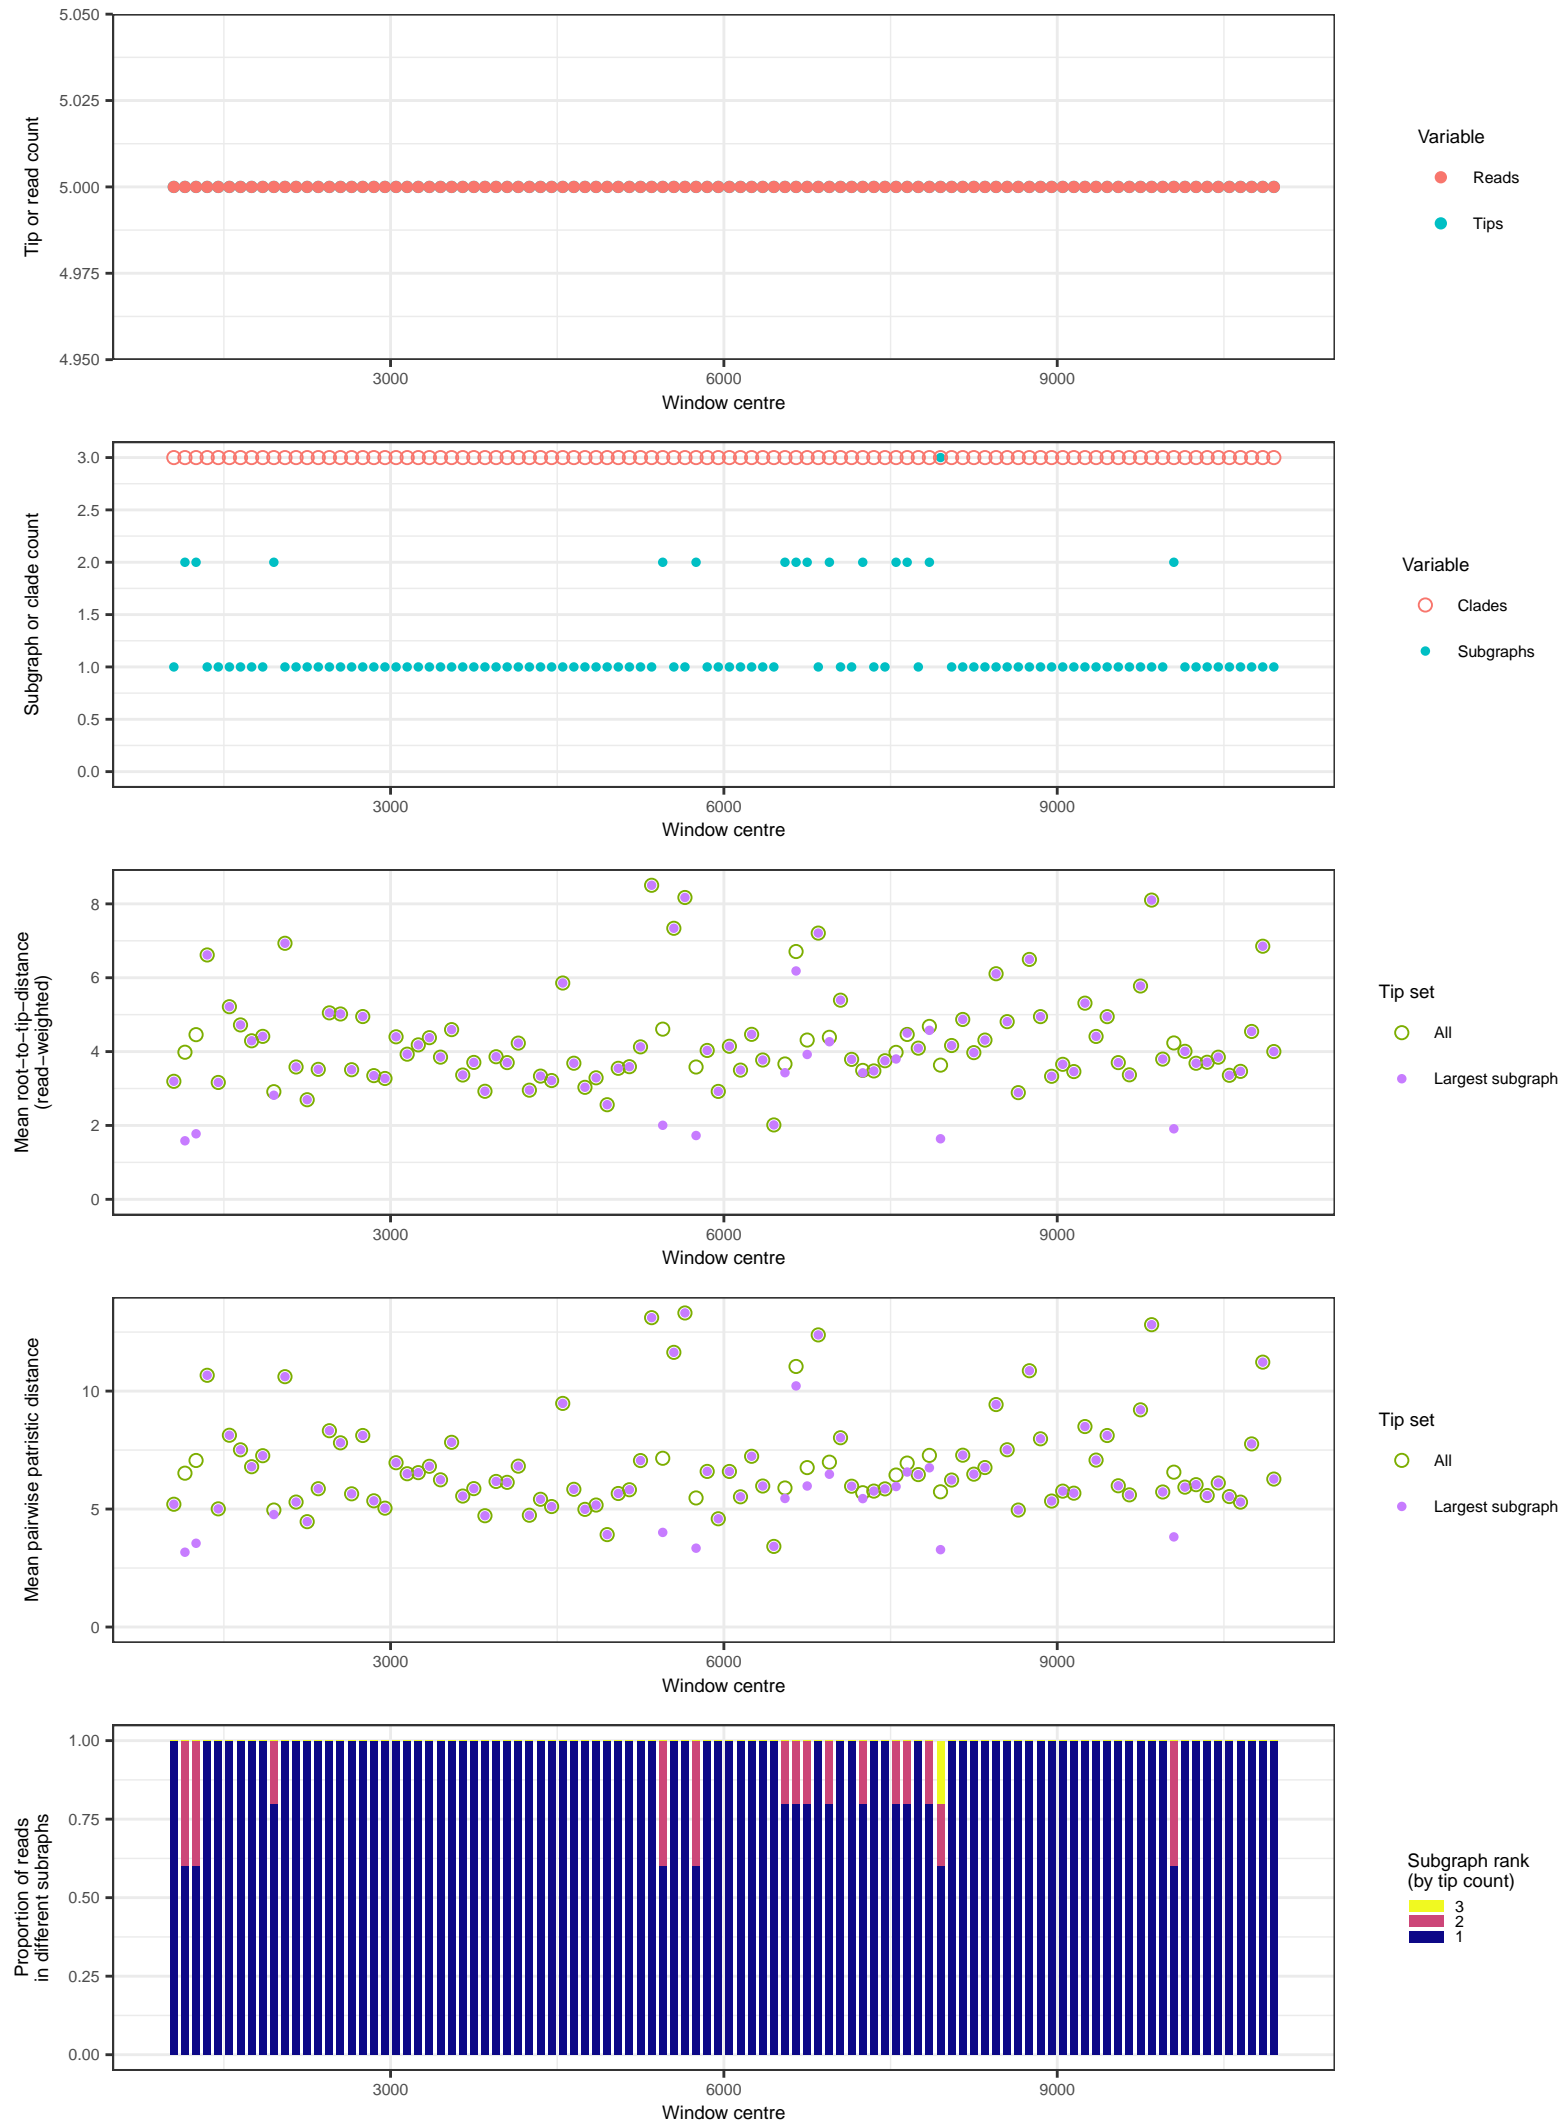 5.050
5.025
5.000
4.975
4.950
Tip or read count
3000 6000 9000
Window centre
Variable
Reads
Tips
3.0
2.5
2.0
1.5
1.0
0.5
0.0
Subgraph or clade count
3000 6000 9000
Window centre
Variable
Clades
Subgraphs
8
6
4
2
0
Mean root−to−tip−distance
(read−weighted)
3000 6000 9000
Window centre
Tip set
All
Largest subgraph
10
5
0
Mean pairwise patristic distance
3000 6000 9000
Window centre
Tip set
All
Largest subgraph
1.00
0.75
0.50
0.25
0.00
Proportion of reads
in different subraphs
3000 6000 9000
Window centre
Subgraph rank
(by tip count)
3
2
1